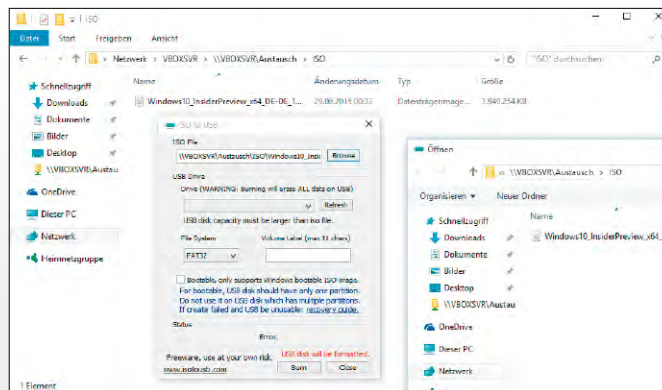 ISO
Datei Start Freigeben Ansicht
Netzwerk > VBOXSVR > \\VBOXSVR\Austausch > ISO
"ISO" durchsuchen
Name Änderungsdatum Typ Größe
Windows10_InsiderPreview_x64_DE-DE_1... 29.06.2015 00:32 Datenträgerimage... 3.949.254 KB
Schnellzugriff
Downloads
Dokumente
Bilder
Desktop
\\VBOXSVR\Austau
OneDrive
Dieser PC
Netzwerk
Heimnetzgruppe
1 Element
ISO to USB
ISO File
\\VBOXSVR\Austausch\ISO\Windows10_Insi
Browse
USB Drive
Drive (WARNING: Burning will erase ALL data on USB)
Refresh
USB disk capacity must be larger than iso file.
File System Volume Label (max 11 chars)
FAT32
Bootable, only supports Windows bootable ISO image.
For bootable, USB disk should have only one partition.
Do not use it on USB disk which has multiple partitions.
If create failed and USB be unusable: recovery guide.
Status
Error.
USB disk will be formatted.
Freeware, use at your own risk.
www.isotousb.com
Burn Close
Öffnen
« \\VBOXSVR\Austausch > ISO
Organisieren Neuer Ordner
Name
Windows10_InsiderPreview_x64_
Schnellzugriff
Downloads
Dokumente
Bilder
Desktop
\\VBOXSVR\Austau
OneDrive
Dieser PC
Netzwerk